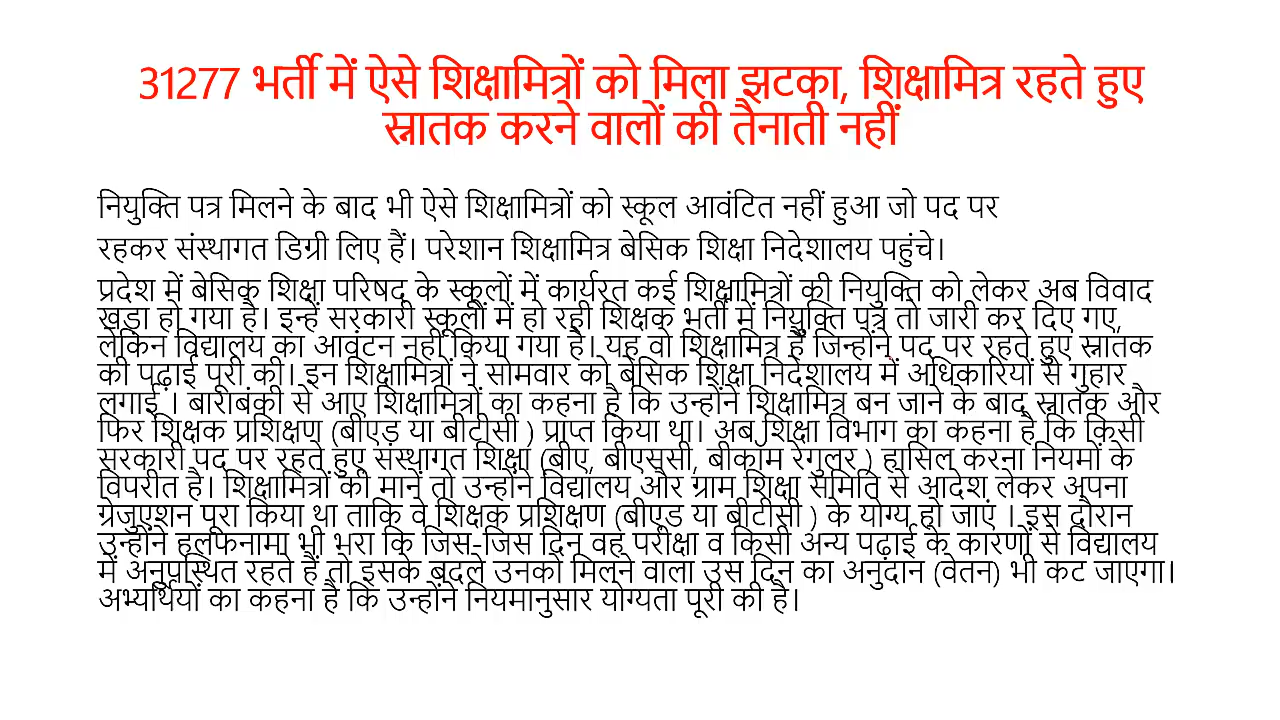 31277 भर्ती में ऐसे शिक्षामित्रों को मिला झटका, शिक्षामित्र रहते हुए
स्नातक करने वालों की तैनाती नहीं
नियुक्ति पत्र मिलने के बाद भी ऐसे शिक्षामित्रों को स्कूल आवंटित नहीं हुआ जो पद पर
रहकर संस्थागत डिग्री लिए हैं। परेशान शिक्षामित्र बेसिक शिक्षा निदेशालय पहुंचे।
प्रदेश में बेसिक शिक्षा परिषद के स्कूलों में कार्यरत कई शिक्षामित्रों की नियुक्ति को लेकर अब विवाद
खड़ा हो गया है। इन्हें सरकारी स्कूलों में हो रही शिक्षक भर्ती में नियुक्ति पत्र तो जारी कर दिए गए,
लेकिन विद्यालय का आवंटन नहीं किया गया है। यह वो शिक्षामित्र हैं जिन्होंने पद पर रहते हुए स्नातक
की पढ़ाई पूरी की। इन शिक्षामित्रों ने सोमवार को बेसिक शिक्षा निदेशालय में अधिकारियों से गुहार
लगाई । बाराबंकी से आए शिक्षामित्रों का कहना है कि उन्होंने शिक्षामित्र बन जाने के बाद स्नातक और
फिर शिक्षक प्रशिक्षण (बीएड या बीटीसी ) प्राप्त किया था। अब शिक्षा विभाग का कहना है कि किसी
सरकारी पद पर रहते हुए संस्थागत शिक्षा (बीए, बीएससी, बीकॉम रेगुलर ) हासिल करना नियमों के
विपरीत है। शिक्षामित्रों की मानें तो उन्होंने विद्यालय और ग्राम शिक्षा समिति से आदेश लेकर अपना
ग्रेजुएशन पूरा किया था ताकि वे शिक्षक प्रशिक्षण (बीएड या बीटीसी ) के योग्य हो जाएं । इस दौरान
उन्होंने हलफनामा भी भरा कि जिस-जिस दिन वह परीक्षा व किसी अन्य पढ़ाई के कारणों से विद्यालय
में अनुपस्थित रहते हैं तो इसके बदले उनको मिलने वाला उस दिन का अनुदान (वेतन) भी कट जाएगा।
अभ्यर्थियों का कहना है कि उन्होंने नियमानुसार योग्यता पूरी की है।